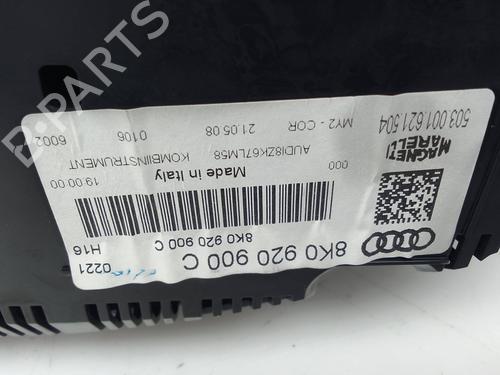 503.001.621.504
MAGNETI
MARELLI
MY2 - COR 21.05.08 0106 6002
000 AUDI8ZK67LM58 KOMBIINSTRUMENT
Made in Italy 19.00.00
8K0 920 900 C
8K0 920 900 C H16
0221